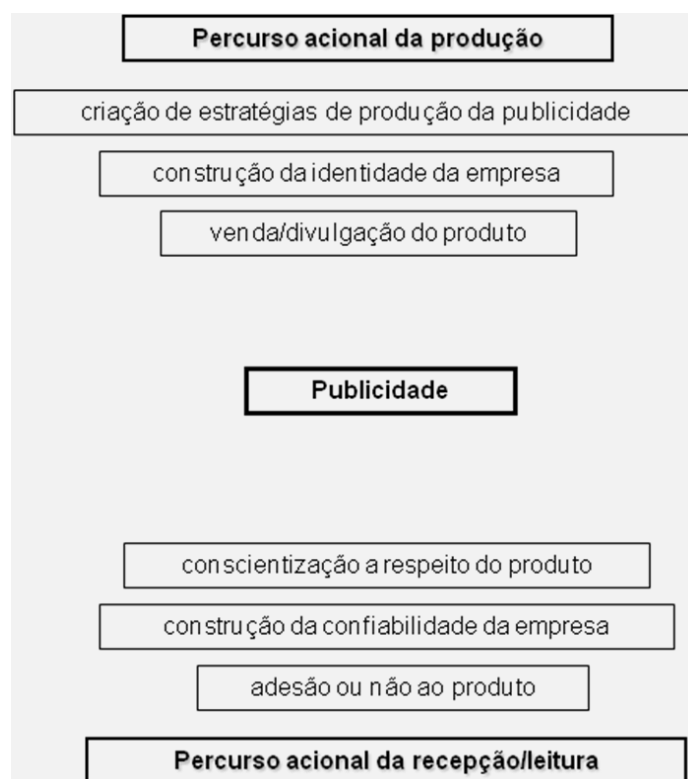 Percurso acional da produção
criação de estratégias de produção da publicidade
construção da identidade da empresa
venda/divulgação do produto
Publicidade
conscientização a respeito do produto
construção da confiabilidade da empresa
adesão ou não ao produto
Percurso acional da recepção/leitura